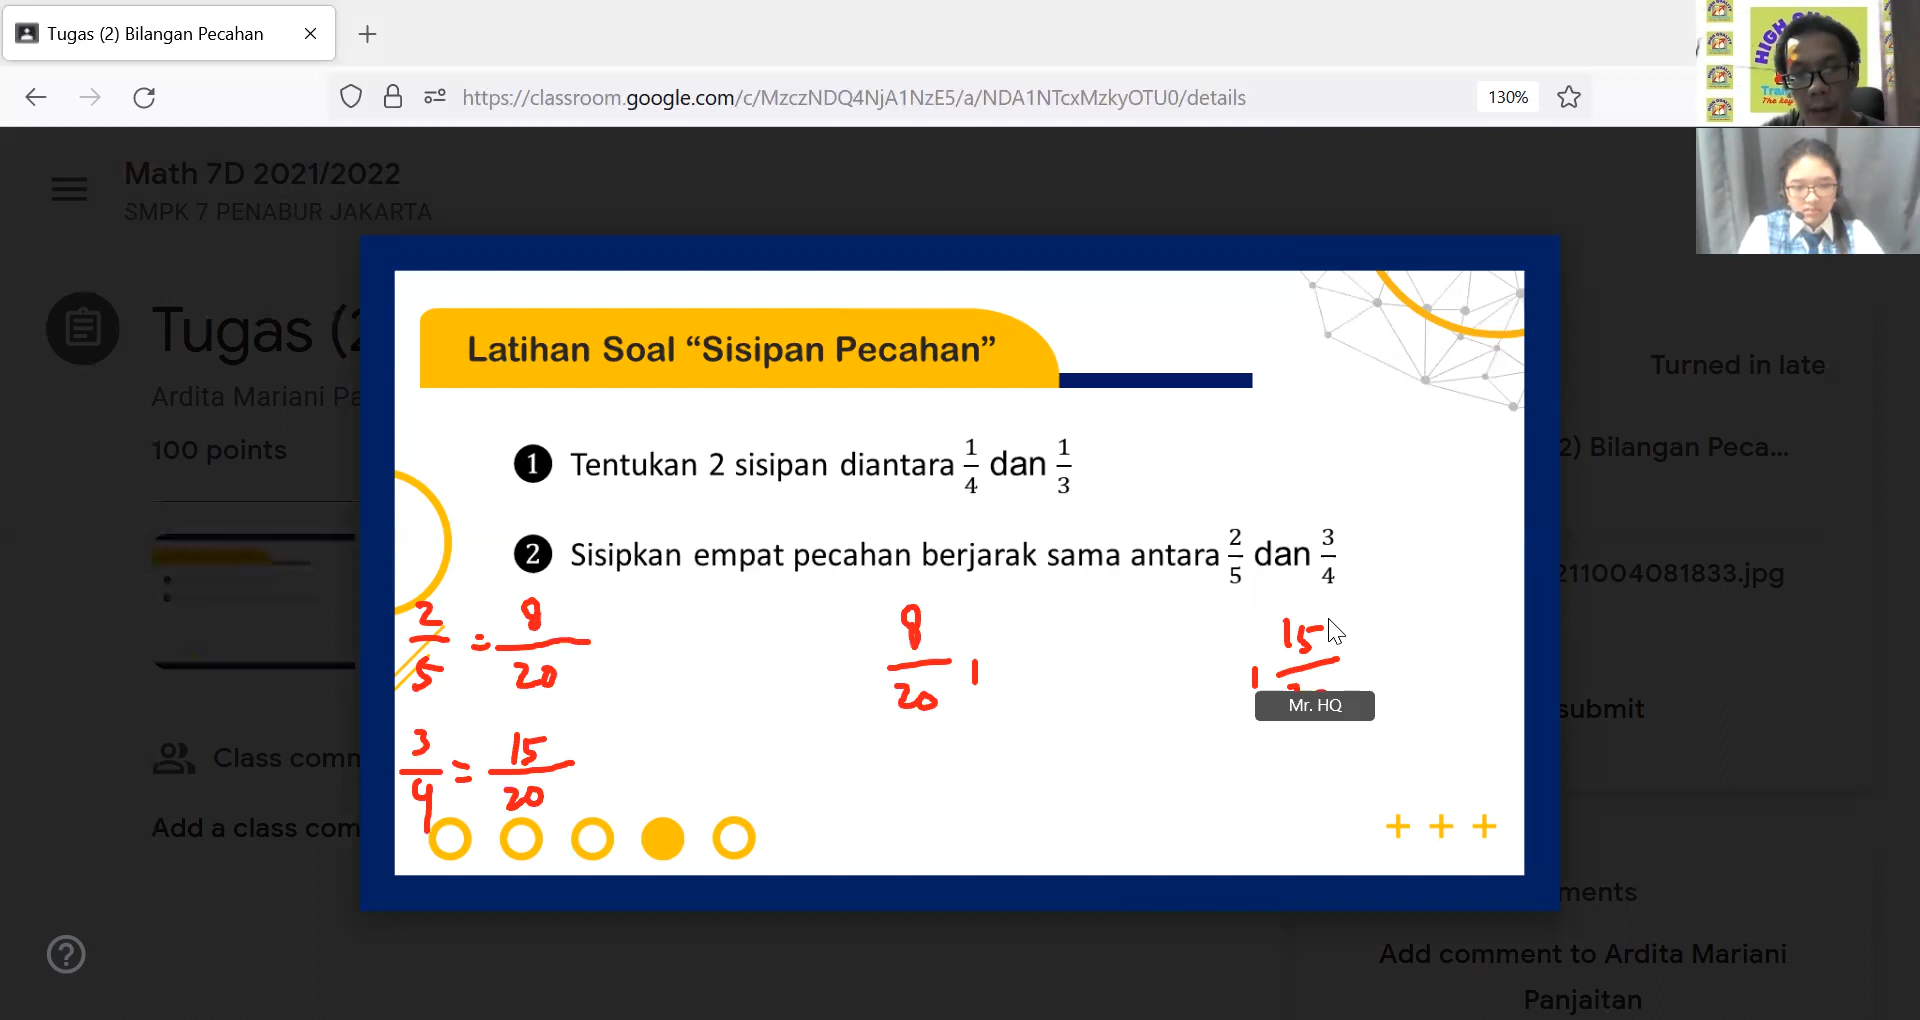 Tugas (2) Bilangan Pecahan
https://classroom.google.com/c/MzczNDQ4NjA1NzE5/a/NDA1NTcxMzkyOTU0/details
130%
HIGH
The key
Math 7D 2021/2022
SMPK 7 PENABUR JAKARTA
Tugas (2
Ardita Mariani Pa
100 points
Turned in late
2) Bilangan Peca...
211004081833.jpg
submit
Latihan Soal “Sisipan Pecahan”
1 Tentukan 2 sisipan diantara 1/4 dan 1/3
2 Sisipkan empat pecahan berjarak sama antara 2/5 dan 3/4
2/5 = 8/20
8/20 ,
, 15/
Mr. HQ
3/4 = 15/20
+ + +
Class comm
Add a class com
ments
Add comment to Ardita Mariani
Panjaitan
?